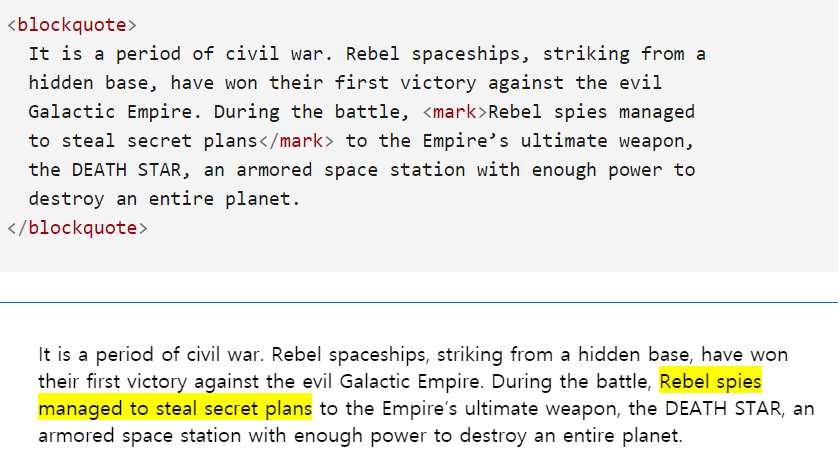 <blockquote>
It is a period of civil war. Rebel spaceships, striking from a
hidden base, have won their first victory against the evil
Galactic Empire. During the battle, <mark>Rebel spies managed
to steal secret plans</mark> to the Empire’s ultimate weapon,
the DEATH STAR, an armored space station with enough power to
destroy an entire planet.
</blockquote>
It is a period of civil war. Rebel spaceships, striking from a hidden base, have won
their first victory against the evil Galactic Empire. During the battle, Rebel spies
managed to steal secret plans to the Empire’s ultimate weapon, the DEATH STAR, an
armored space station with enough power to destroy an entire planet.